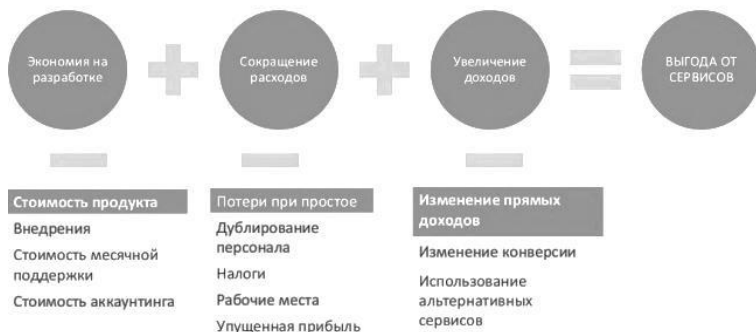 Экономия на
разработке
Сокращение
расходов
Увеличение
доходов
ВЫГОДА ОТ
СЕРВИСОВ
Стоимость продукта
Внедрения
Стоимость месячной
поддержки
Стоимость аккаунтинга
Потери при простое
Дублирование
персонала
Налоги
Рабочие места
Упущенная прибыль
Изменение прямых
доходов
Изменение конверсии
Использование
альтернативных
сервисов